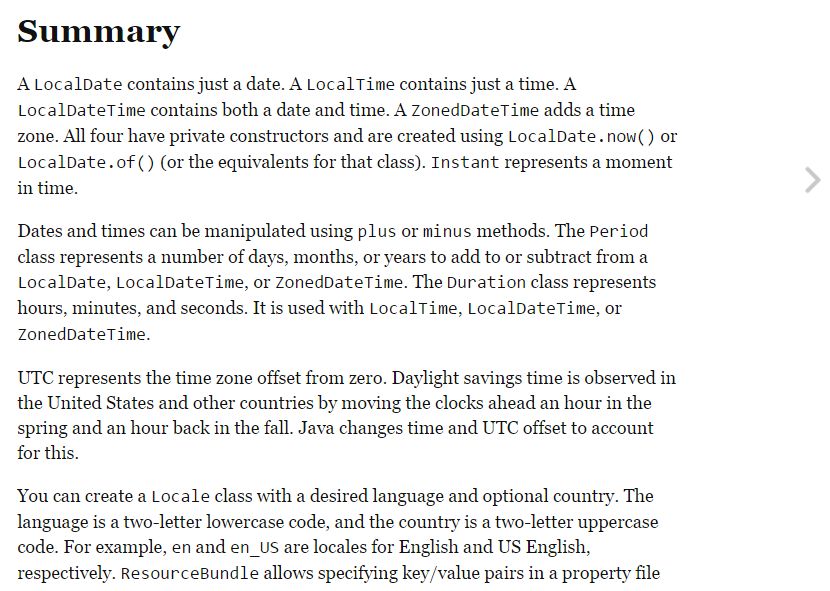 Summary
A LocalDate contains just a date. A LocalTime contains just a time. A
LocalDateTime contains both a date and time. A ZonedDateTime adds a time
zone. All four have private constructors and are created using LocalDate.now() or
LocalDate.of() (or the equivalents for that class). Instant represents a moment
in time.
Dates and times can be manipulated using plus or minus methods. The Period
class represents a number of days, months, or years to add to or subtract from a
LocalDate, LocalDateTime, or ZonedDateTime. The Duration class represents
hours, minutes, and seconds. It is used with LocalTime, LocalDateTime, or
ZonedDateTime.
UTC represents the time zone offset from zero. Daylight savings time is observed in
the United States and other countries by moving the clocks ahead an hour in the
spring and an hour back in the fall. Java changes time and UTC offset to account
for this.
You can create a Locale class with a desired language and optional country. The
language is a two-letter lowercase code, and the country is a two-letter uppercase
code. For example, en and en_US are locales for English and US English,
respectively. ResourceBundle allows specifying key/value pairs in a property file